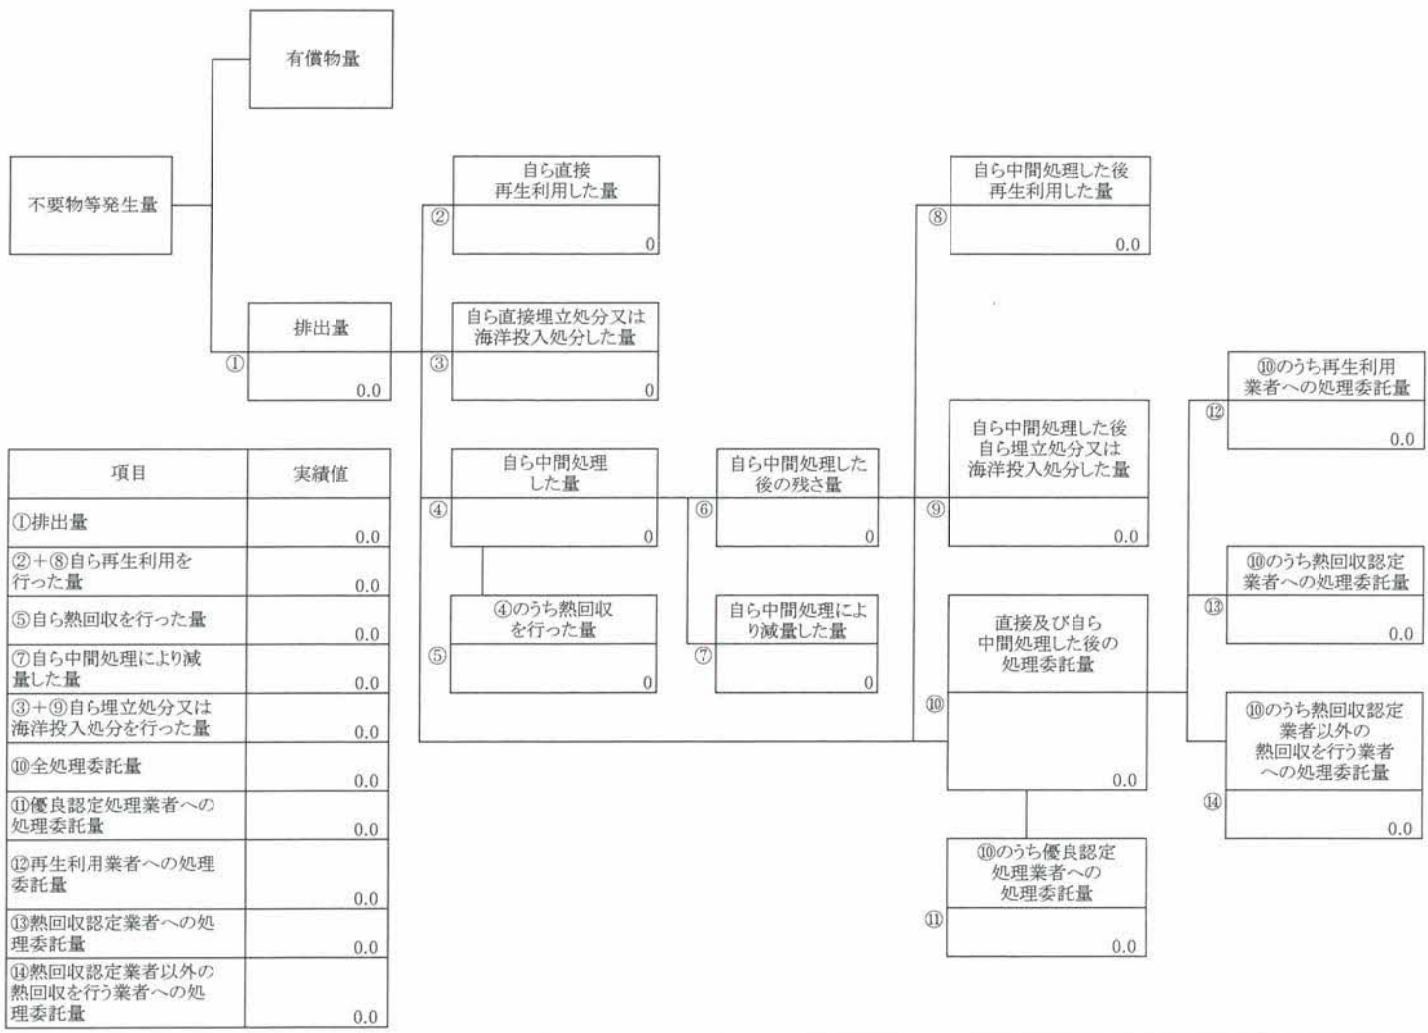 有償物量
不要物等発生量
自ら直接
再生利用した量
②
0
自ら中間処理した後
再生利用した量
⑧
0.0
排出量
①
0.0
自ら直接埋立処分又は
海洋投入処分した量
③
0
⑩のうち再生利用
業者への処理委託量
⑫
0.0
自ら中間処理
した量
④
0
自ら中間処理した
後の残さ量
⑥
0
自ら中間処理した後
自ら埋立処分又は
海洋投入処分した量
⑨
0.0
⑩のうち熱回収認定
業者への処理委託量
⑬
0.0
④のうち熱回収
を行った量
⑤
0
自ら中間処理によ
り減量した量
⑦
0
直接及び自ら
中間処理した後の
処理委託量
⑩
0.0
⑩のうち熱回収認定
業者以外の
熱回収を行う業者
への処理委託量
⑭
0.0
⑩のうち優良認定
処理業者への
処理委託量
⑪
0.0
項目 実績値
①排出量
0.0
②+⑧自ら再生利用を
行った量
0.0
⑤自ら熱回収を行った量
0.0
⑦自ら中間処理により減
量した量
0.0
③+⑨自ら埋立処分又は
海洋投入処分を行った量
0.0
⑩全処理委託量
0.0
⑪優良認定処理業者への
処理委託量
0.0
⑫再生利用業者への処理
委託量
0.0
⑬熱回収認定業者への処
理委託量
0.0
⑭熱回収認定業者以外の
熱回収を行う業者への処
理委託量
0.0